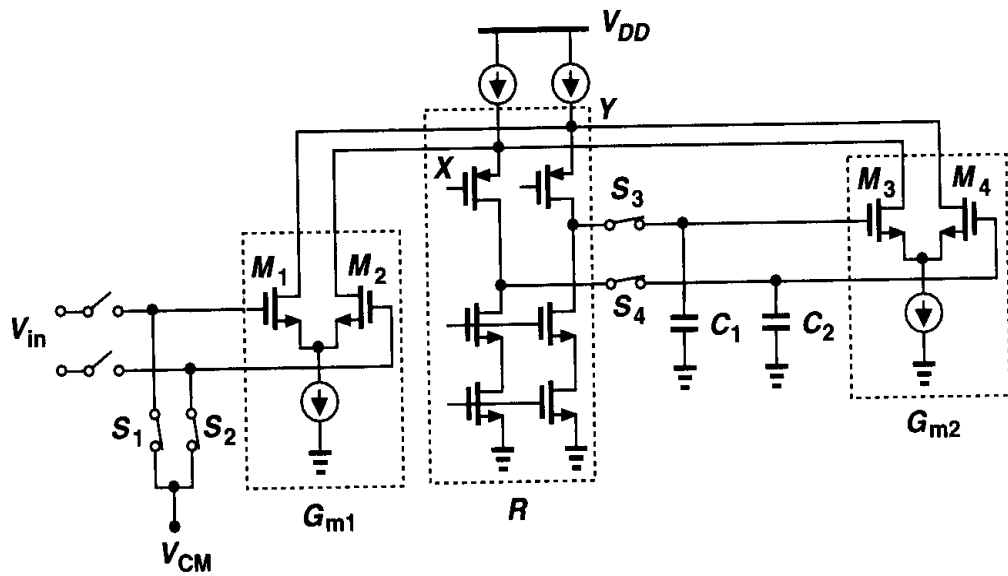 V_DD
Y
X
S_3
M_3
M_4
M_1
M_2
V_in
S_4
C_1
C_2
S_1
S_2
G_m2
G_m1
R
V_CM